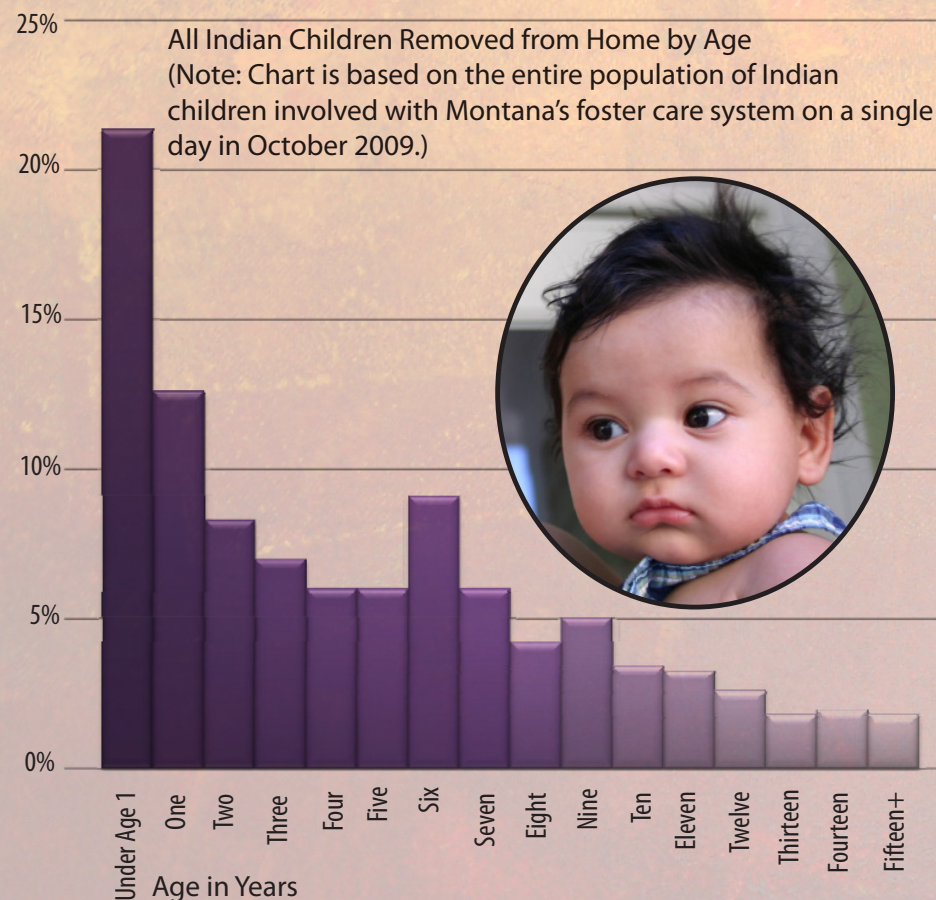 25%
All Indian Children Removed from Home by Age
(Note: Chart is based on the entire population of Indian
children involved with Montana’s foster care system on a single
day in October 2009.)
20%
15%
10%
5%
0%
Under Age 1
One
Two
Three
Four
Five
Six
Seven
Eight
Nine
Ten
Eleven
Twelve
Thirteen
Fourteen
Fifteen+
Age in Years